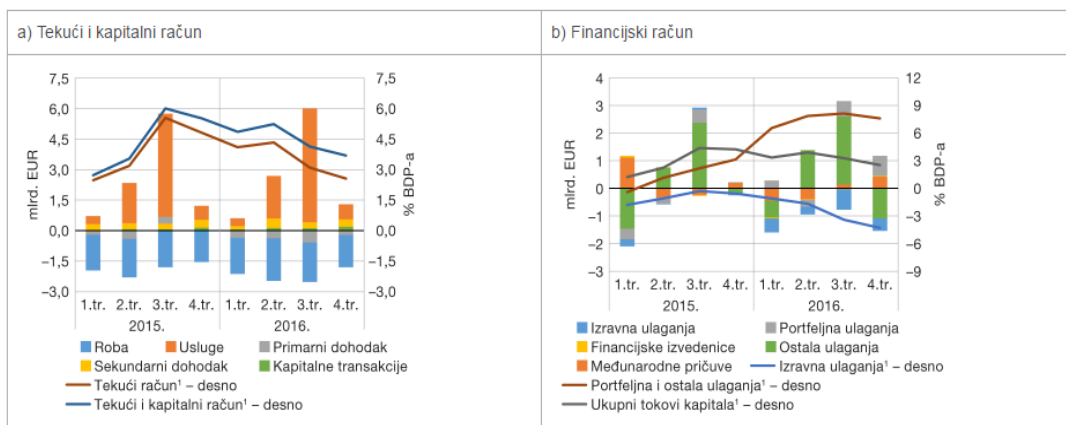 a) Tekući i kapitalni račun
7,5
6,0
4,5
3,0
1,5
0,0
−1,5
−3,0
mlrd. EUR
7,5
6,0
4,5
3,0
1,5
0,0
−1,5
−3,0
% BDP-a
1.tr. 2.tr. 3.tr. 4.tr. 1.tr. 2.tr. 3.tr. 4.tr.
2015. 2016.
Roba Usluge Primarni dohodak
Sekundarni dohodak Kapitalne transakcije
Tekući račun¹ – desno
Tekući i kapitalni račun¹ – desno
b) Financijski račun
4
3
2
1
0
−1
−2
−3
mlrd. EUR
12
9
6
3
0
−3
−6
−9
% BDP-a
1.tr. 2.tr. 3.tr. 4.tr. 1.tr. 2.tr. 3.tr. 4.tr.
2015. 2016.
Izravna ulaganja Portfeljna ulaganja
Financijske izvedenice Ostala ulaganja
Međunarodne pričuve Izravna ulaganja¹ – desno
Portfeljna i ostala ulaganja¹ – desno
Ukupni tokovi kapitala¹ – desno